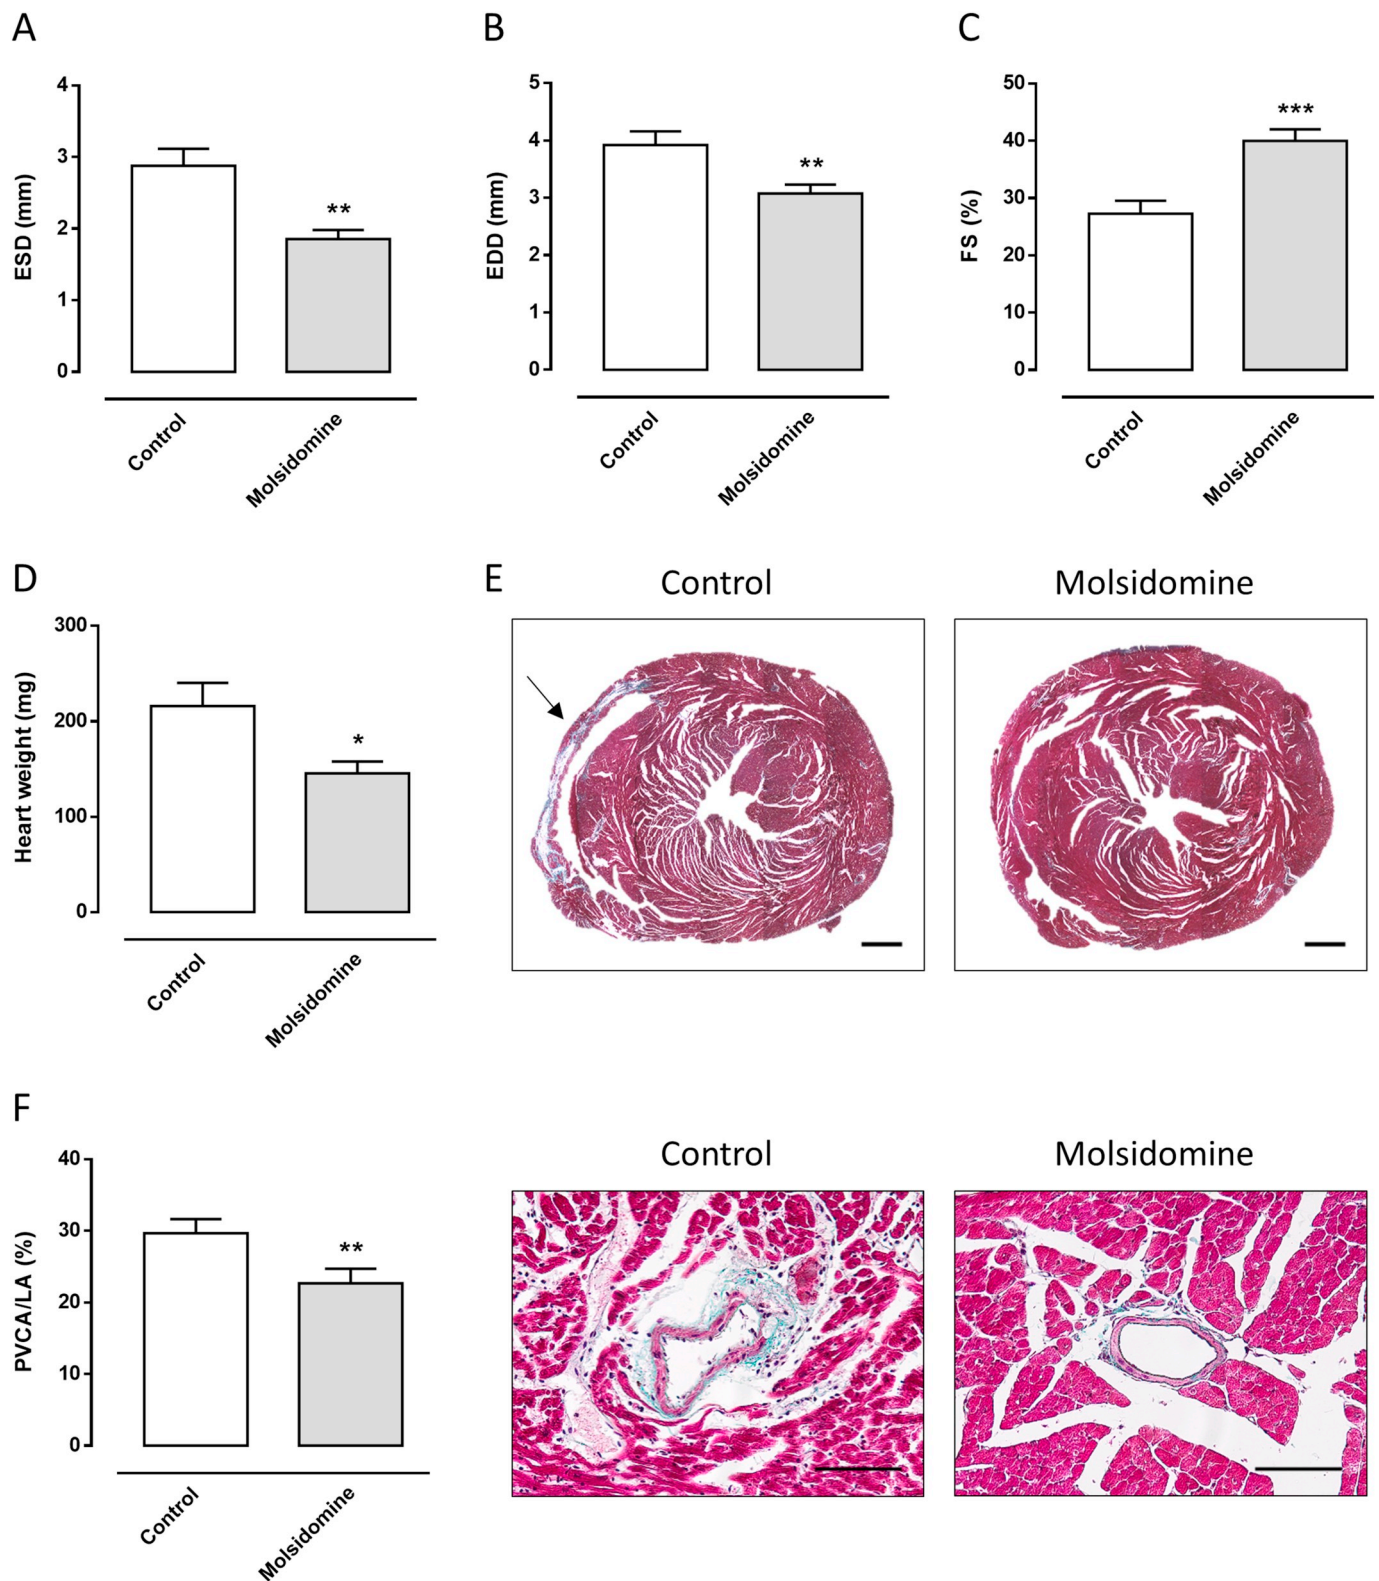 A
ESD (mm)
4
3
2
1
0
**
Control
Molsidomine
B
EDD (mm)
5
4
3
2
1
0
**
Control
Molsidomine
C
FS (%)
50
40
30
20
10
0
***
Control
Molsidomine
D
Heart weight (mg)
300
200
100
0
*
Control
Molsidomine
E
Control
Molsidomine
F
PVCA/LA (%)
40
30
20
10
0
**
Control
Molsidomine
Control
Molsidomine